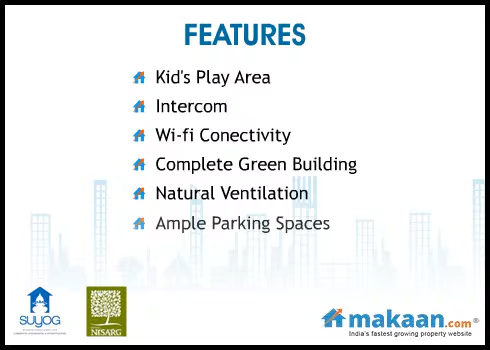 FEATURES
Kid's Play Area
Intercom
Wi-fi Conectivity
Complete Green Building
Natural Ventilation
Ample Parking Spaces
SUYOG
NISARG
makaan.com®
India's fastest growing property website